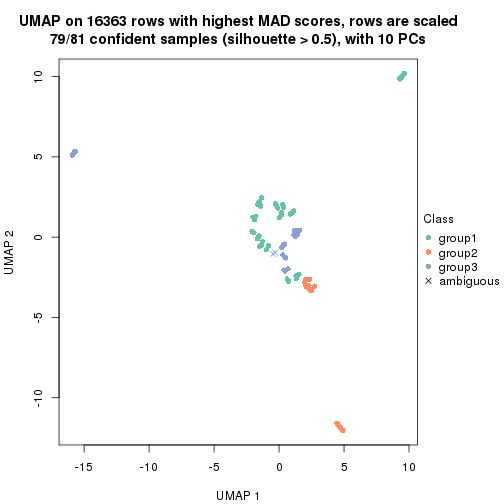 UMAP on 16363 rows with highest MAD scores, rows are scaled
79/81 confident samples (silhouette > 0.5), with 10 PCs
10
5
0
-5
-10
UMAP 2
-15
-10
-5
0
5
10
UMAP 1
Class
group1
group2
group3
ambiguous